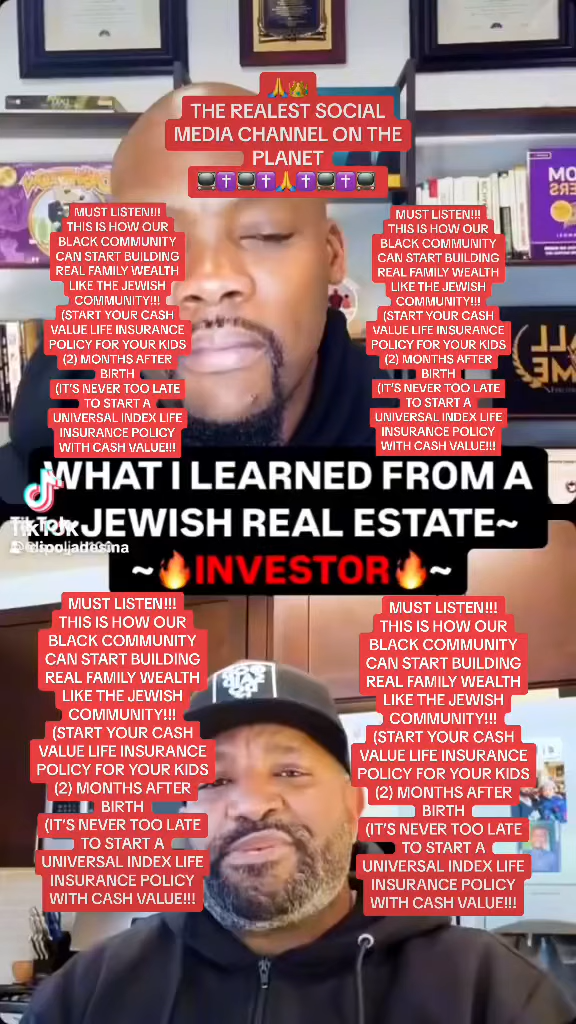 🙏👨‍👩‍👧‍👦
THE REALEST SOCIAL
MEDIA CHANNEL ON THE
PLANET
MUST LISTEN!!!
THIS IS HOW OUR
BLACK COMMUNITY
CAN START BUILDING
REAL FAMILY WEALTH
LIKE THE JEWISH
COMMUNITY!!!
(START YOUR CASH
VALUE LIFE INSURANCE
POLICY FOR YOUR KIDS
(2) MONTHS AFTER
BIRTH
(IT'S NEVER TOO LATE
TO START A
UNIVERSAL INDEX LIFE
INSURANCE POLICY
WITH CASH VALUE!!!
MUST LISTEN!!!
THIS IS HOW OUR
BLACK COMMUNITY
CAN START BUILDING
REAL FAMILY WEALTH
LIKE THE JEWISH
COMMUNITY!!!
(START YOUR CASH
VALUE LIFE INSURANCE
POLICY FOR YOUR KIDS
(2) MONTHS AFTER
BIRTH
(IT'S NEVER TOO LATE
TO START A
UNIVERSAL INDEX LIFE
INSURANCE POLICY
WITH CASH VALUE!!!
WHAT I LEARNED FROM A
JEWISH REAL ESTATE~
~🔥INVESTOR🔥~
TikTok
MUST LISTEN!!!
THIS IS HOW OUR
BLACK COMMUNITY
CAN START BUILDING
REAL FAMILY WEALTH
LIKE THE JEWISH
COMMUNITY!!!
(START YOUR CASH
VALUE LIFE INSURANCE
POLICY FOR YOUR KIDS
(2) MONTHS AFTER
BIRTH
(IT'S NEVER TOO LATE
TO START A
UNIVERSAL INDEX LIFE
INSURANCE POLICY
WITH CASH VALUE!!!
MUST LISTEN!!!
THIS IS HOW OUR
BLACK COMMUNITY
CAN START BUILDING
REAL FAMILY WEALTH
LIKE THE JEWISH
COMMUNITY!!!
(START YOUR CASH
VALUE LIFE INSURANCE
POLICY FOR YOUR KIDS
(2) MONTHS AFTER
BIRTH
(IT'S NEVER TOO LATE
TO START A
UNIVERSAL INDEX LIFE
INSURANCE POLICY
WITH CASH VALUE!!!